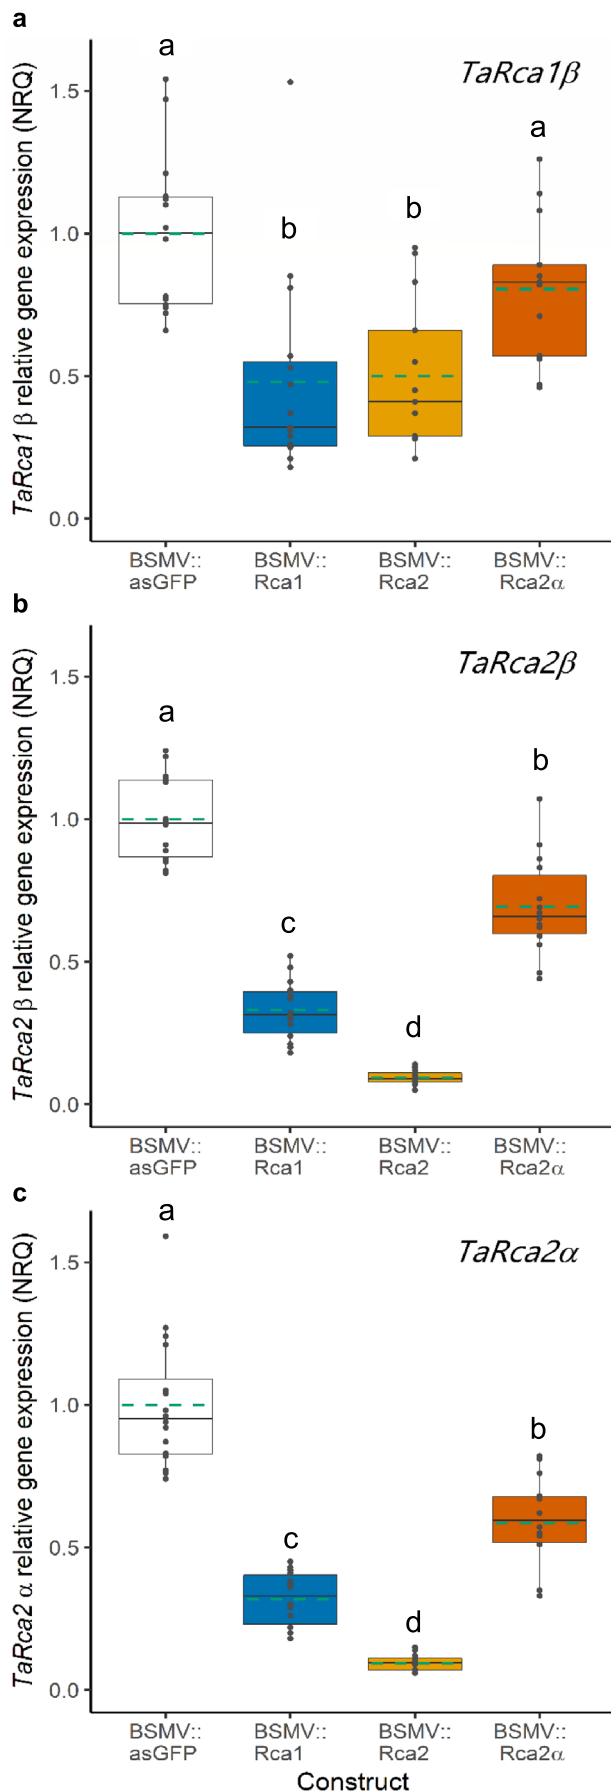 a
TaRca1β
TaRca1 β relative gene expression (NRQ)
1.5
1.0
0.5
0.0
a
b
b
a
BSMV::
asGFP
BSMV::
Rca1
BSMV::
Rca2
BSMV::
Rca2α
b
TaRca2β
TaRca2 β relative gene expression (NRQ)
1.5
1.0
0.5
0.0
a
c
d
b
BSMV::
asGFP
BSMV::
Rca1
BSMV::
Rca2
BSMV::
Rca2α
c
TaRca2α
TaRca2 α relative gene expression (NRQ)
1.5
1.0
0.5
0.0
a
c
d
b
BSMV::
asGFP
BSMV::
Rca1
BSMV::
Rca2
BSMV::
Rca2α
Construct